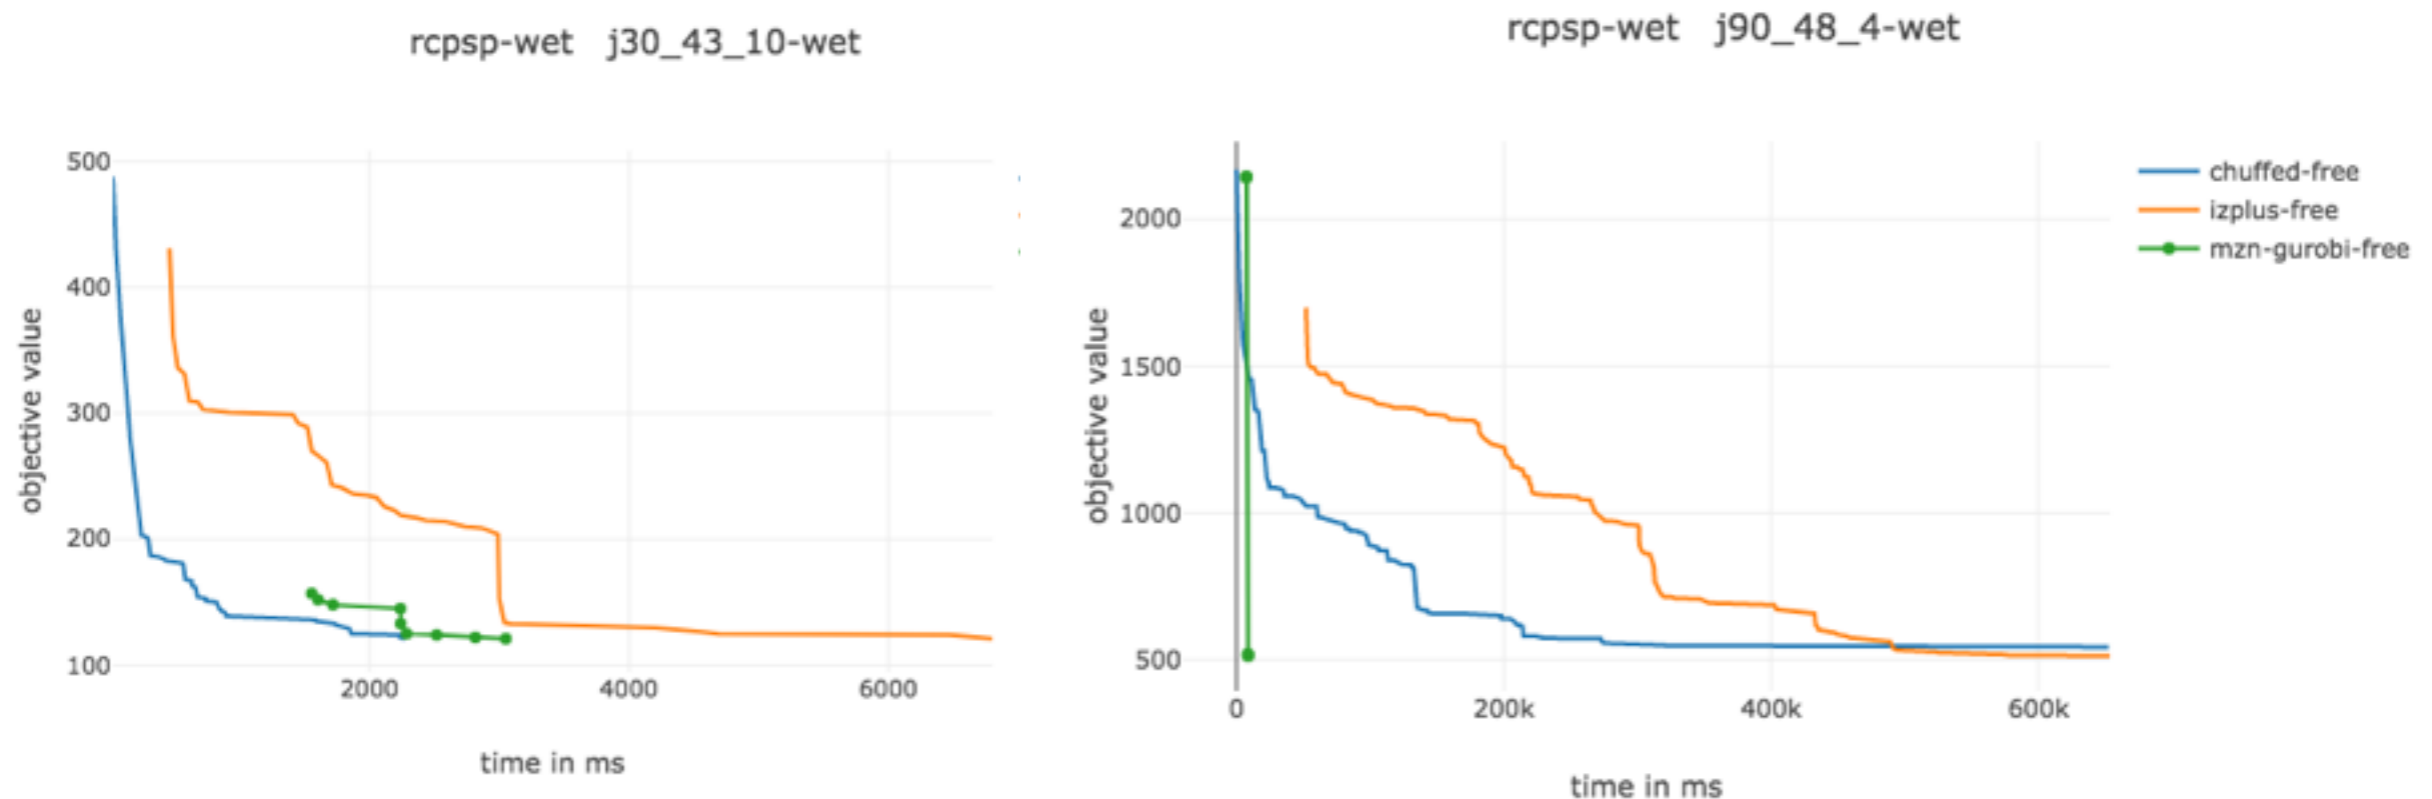 rcpsp-wet j30_43_10-wet
500
400
300
200
100
objective value
2000 4000 6000
time in ms
rcpsp-wet j90_48_4-wet
2000
1500
1000
500
objective value
0 200k 400k 600k
time in ms
chuffed-free
izplus-free
mzn-gurobi-free